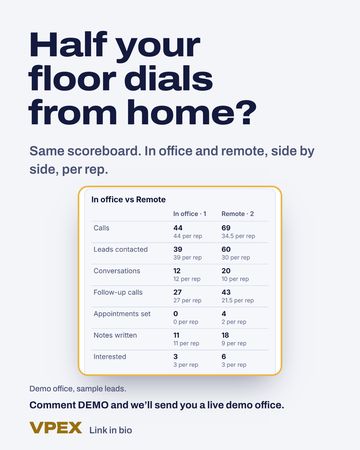 Half your
floor dials
from home?
Same scoreboard. In office and remote, side by
side, per rep.
In office vs Remote
In office · 1 Remote · 2
Calls 44 69
44 per rep 34.5 per rep
Leads contacted 39 60
39 per rep 30 per rep
Conversations 12 20
12 per rep 10 per rep
Follow-up calls 27 43
27 per rep 21.5 per rep
Appointments set 0 4
0 per rep 2 per rep
Notes written 11 18
11 per rep 9 per rep
Interested 3 6
3 per rep 3 per rep
Demo office, sample leads.
Comment DEMO and we'll send you a live demo office.
VPEX Link in bio